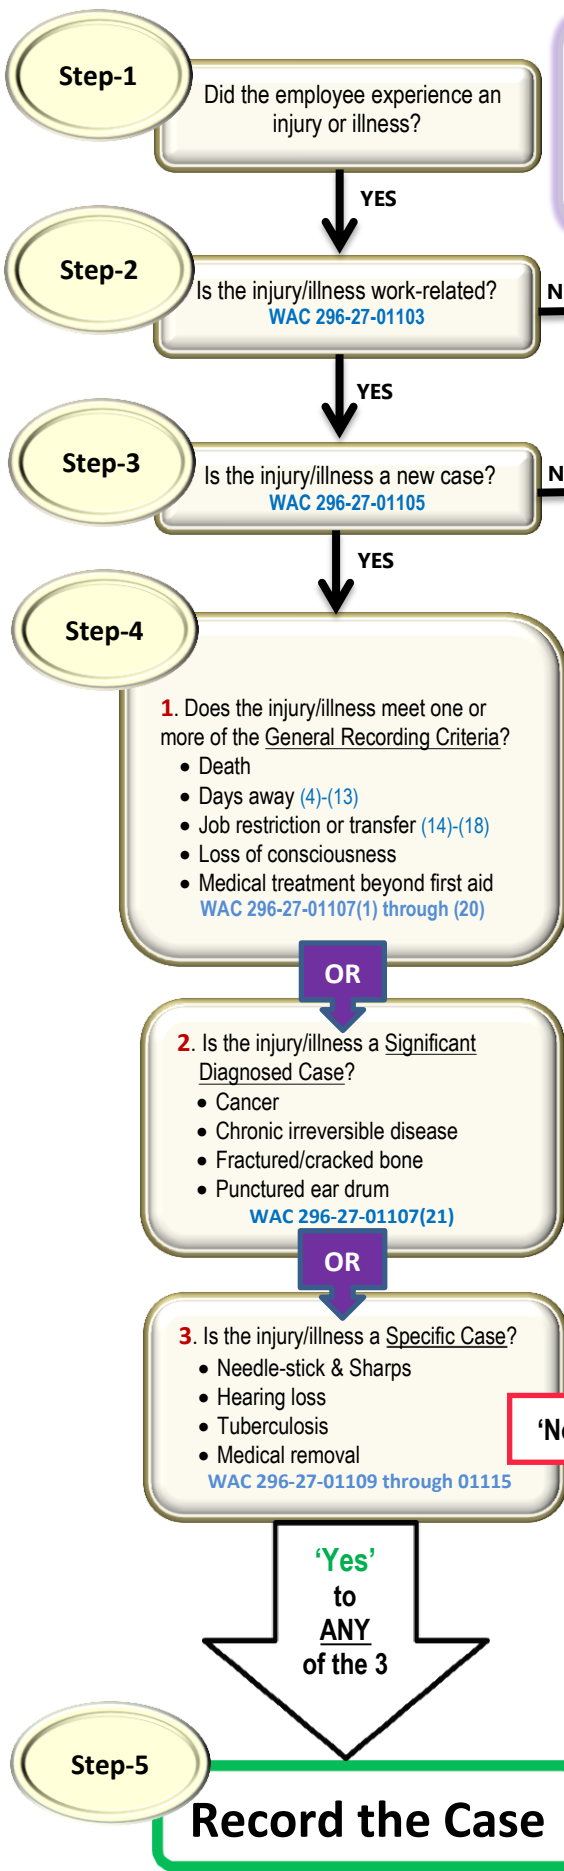 Step-1
Did the employee experience an
injury or illness?
YES
Step-2
Is the injury/illness work-related?
WAC 296-27-01103
N
YES
Step-3
Is the injury/illness a new case?
WAC 296-27-01105
N
YES
Step-4
1. Does the injury/illness meet one or
more of the General Recording Criteria?
• Death
• Days away (4)-(13)
• Job restriction or transfer (14)-(18)
• Loss of consciousness
• Medical treatment beyond first aid
WAC 296-27-01107(1) through (20)
OR
2. Is the injury/illness a Significant
Diagnosed Case?
• Cancer
• Chronic irreversible disease
• Fractured/cracked bone
• Punctured ear drum
WAC 296-27-01107(21)
OR
3. Is the injury/illness a Specific Case?
• Needle-stick & Sharps
• Hearing loss
• Tuberculosis
• Medical removal
WAC 296-27-01109 through 01115
‘No
‘Yes’
to
ANY
of the 3
Step-5
Record the Case